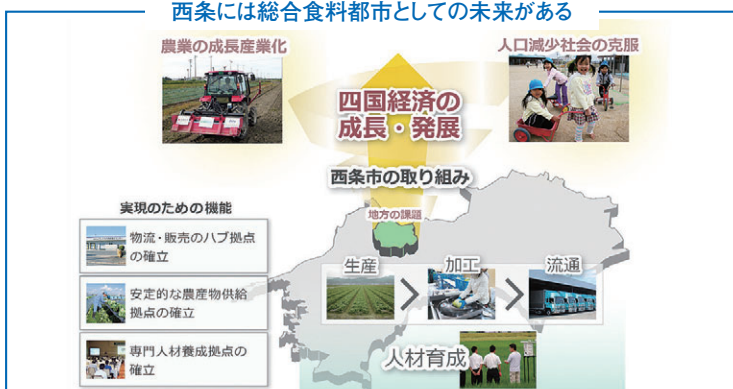 西条には総合食料都市としての未来がある
農業の成長産業化
人口減少社会の克服
四国経済の
成長・発展
西条市の取り組み
地方の課題
実現のための機能
物流・販売のハブ拠点
の確立
安定的な農産物供給
拠点の確立
専門人材養成拠点の
確立
生産
加工
流通
人材育成